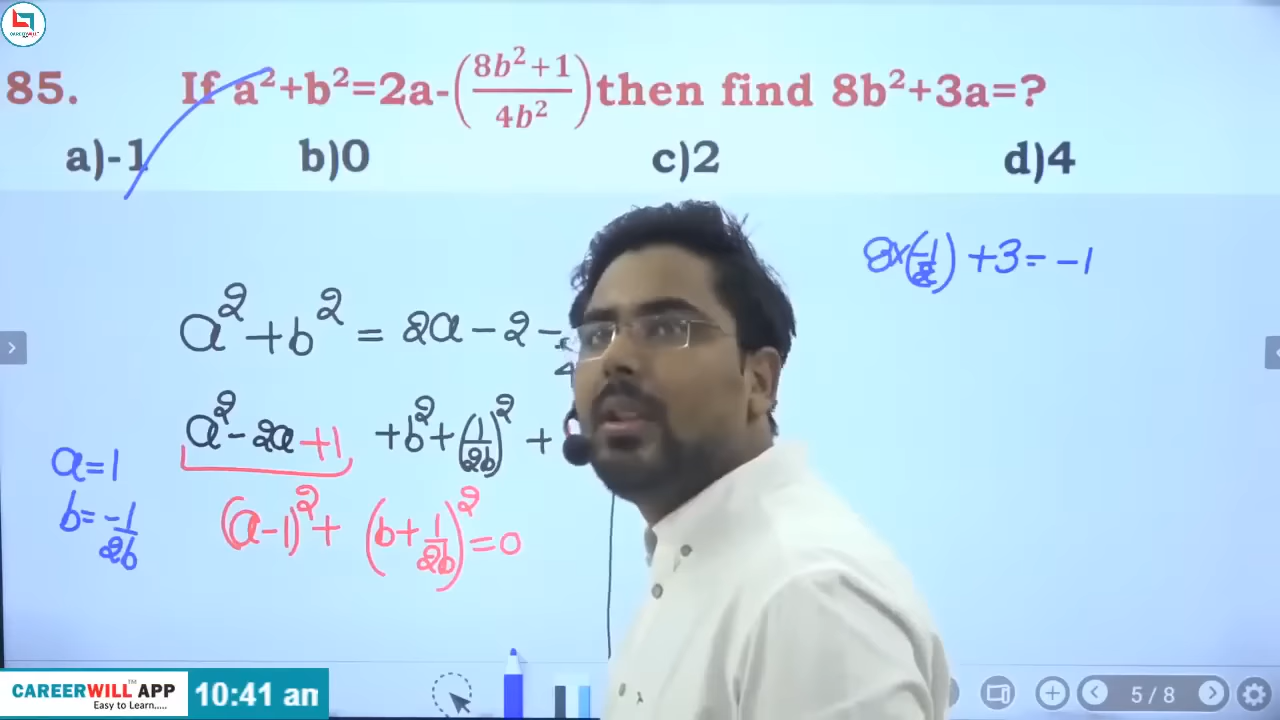 CAREERWILL
85. If a²+b²=2a-(8b²+1/4b²) then find 8b²+3a=?
a)-1 b)0 c)2 d)4
8×(-1/2) +3 = -1
a² + b² = 2a - 2 -
a² - 2a + 1 + b² + (1/2b)² +
a=1
b= -1/2b
(a-1)² + (b+1/2b)² = 0
CAREERWILL™ APP
Easy to Learn.....
10:41 an
5 / 8